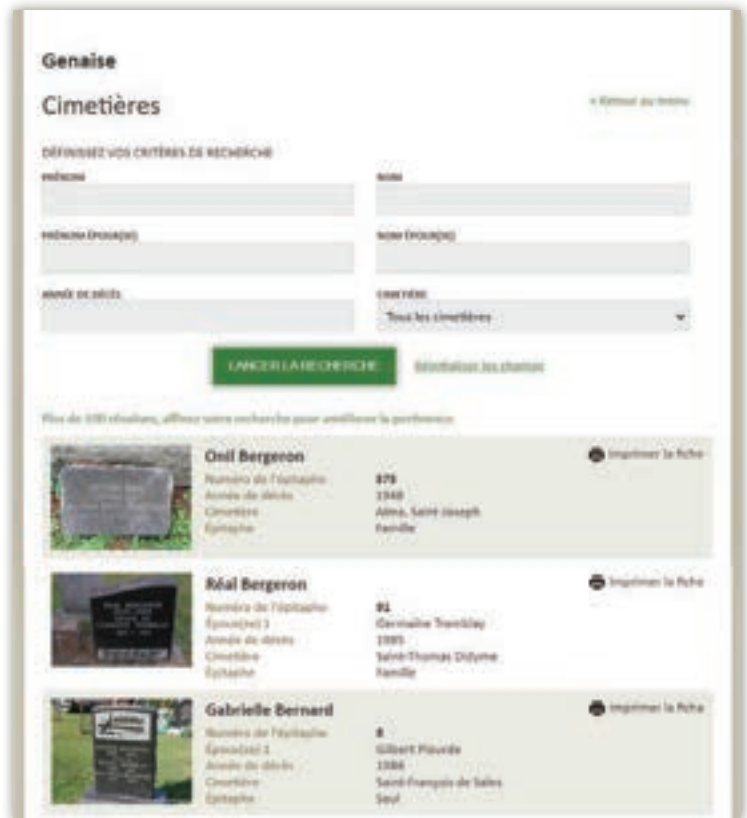 Genaise
Cimetières
« Retour au menu
DÉFINISSEZ VOS CRITÈRES DE RECHERCHE
PRÉNOM
NOM
PRÉNOM ÉPOUX(SE)
NOM ÉPOUX(SE)
ANNÉE DE DÉCÈS
CIMETIÈRE
Tous les cimetières
LANCER LA RECHERCHE
Réinitialiser les champs
Plus de 100 résultats, affinez votre recherche pour améliorer la pertinence.
Onil Bergeron
Imprimer la fiche
Numéro de l'épitaphe
Année de décès 1948
Cimetière Alma, Saint-Joseph
Épitaphe Famille
Réal Bergeron
Imprimer la fiche
Numéro de l'épitaphe 91
Époux(se) 1 Germaine Tremblay
Année de décès 1985
Cimetière Saint-Thomas Didyme
Épitaphe Famille
Gabrielle Bernard
Imprimer la fiche
Numéro de l'épitaphe 8
Époux(se) 1 Gilbert Plourde
Année de décès 1986
Cimetière Saint-François de Sales
Épitaphe Seul